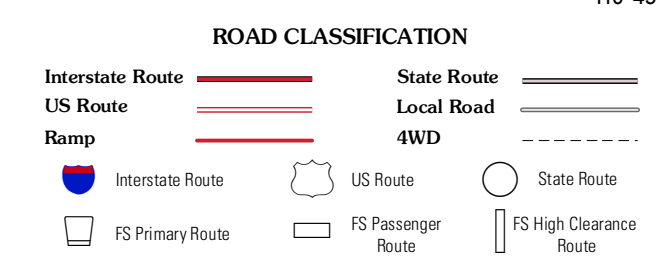 ROAD CLASSIFICATION
Interstate Route State Route
US Route Local Road
Ramp 4WD
Interstate Route US Route State Route
FS Primary Route FS Passenger Route FS High Clearance Route